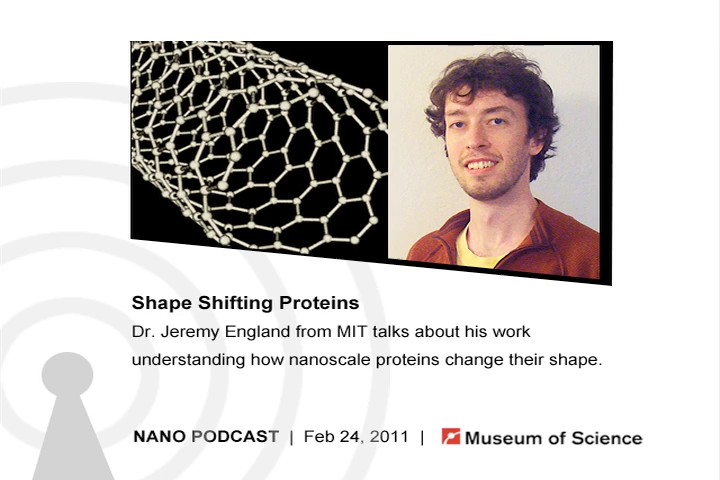 Shape Shifting Proteins
Dr. Jeremy England from MIT talks about his work
understanding how nanoscale proteins change their shape.
NANO PODCAST | Feb 24, 2011 | Museum of Science